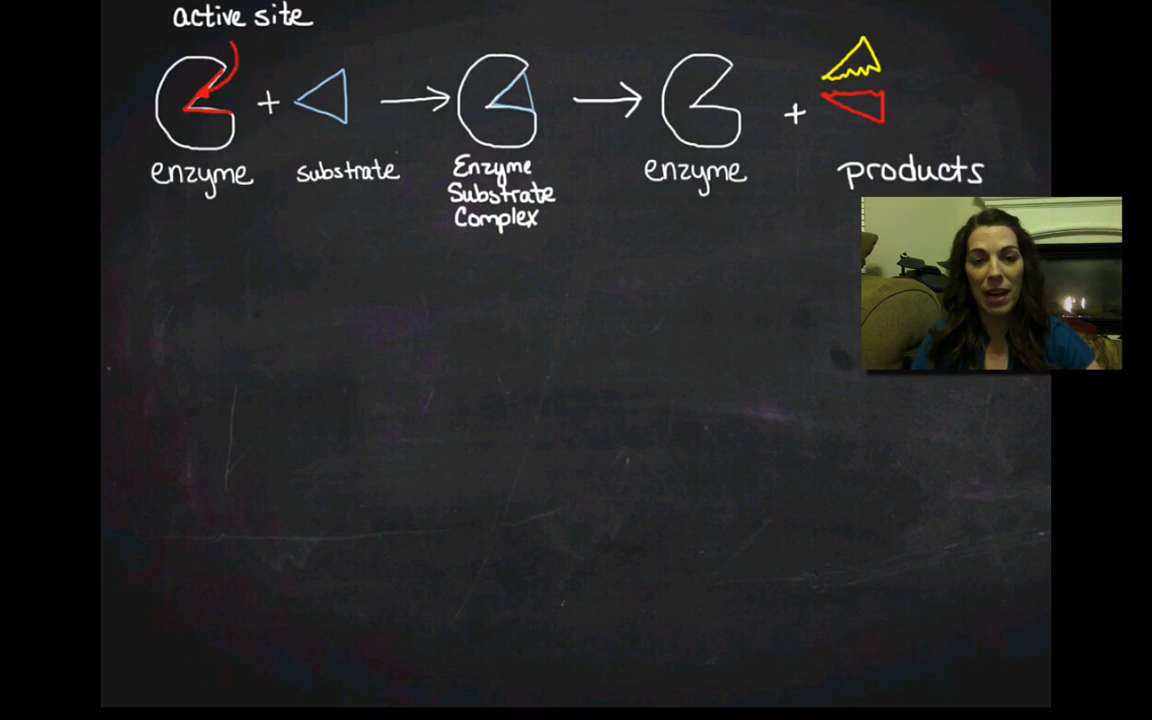 active site
+
+
enzyme
substrate
Enzyme
Substrate
Complex
enzyme
products